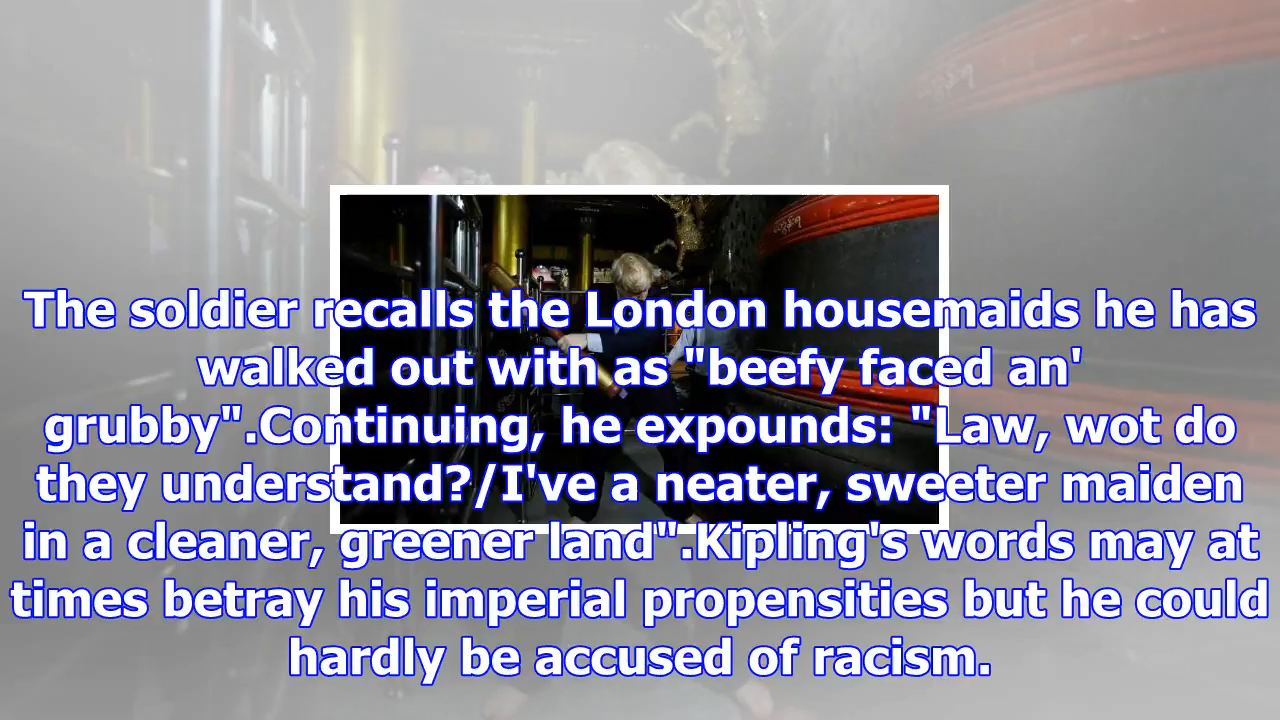 The soldier recalls the London housemaids he has
walked out with as "beefy faced an'
grubby".Continuing, he expounds: "Law, wot do
they understand?/I've a neater, sweeter maiden
in a cleaner, greener land".Kipling's words may at
times betray his imperial propensities but he could
hardly be accused of racism.